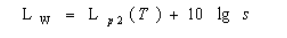 L W = L p2 (T) + 10 lg s